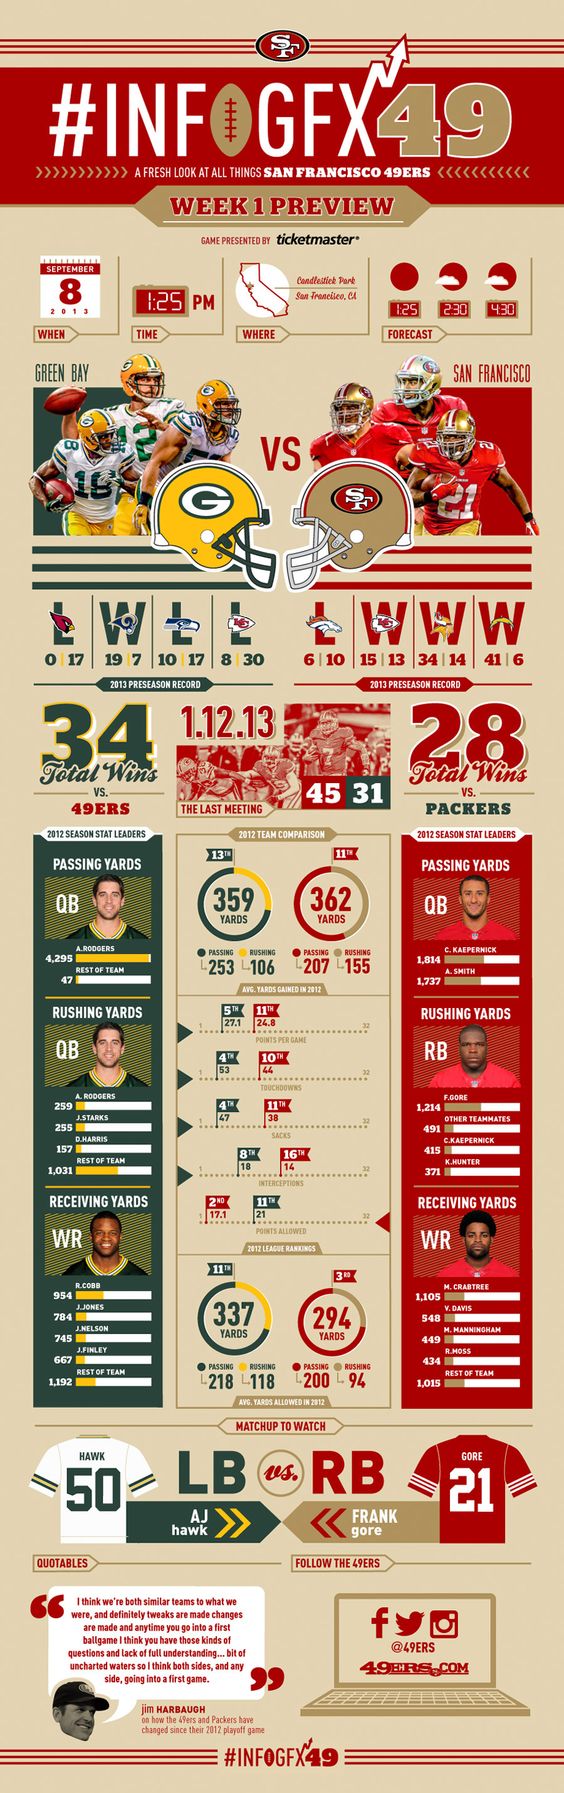 #INFOGFX49
A FRESH LOOK AT ALL THINGS SAN FRANCISCO 49ERS
WEEK 1 PREVIEW
GAME PRESENTED BY ticketmaster®
SEPTEMBER
8
2013
WHEN
1:25 PM
TIME
Candlestick Park
San Francisco, CA
WHERE
1:25 2:30 4:30
FORECAST
GREEN BAY
VS
SAN FRANCISCO
L W L L
0 | 17 19 | 7 10 | 17 8 | 30
2013 PRESEASON RECORD
L W W W
6 | 10 15 | 13 34 | 14 41 | 6
2013 PRESEASON RECORD
34
Total Wins
VS.
49ERS
1.12.13
THE LAST MEETING
45 31
28
Total Wins
VS.
PACKERS
2012 SEASON STAT LEADERS
PASSING YARDS
QB
A.RODGERS
4,295
REST OF TEAM
47
RUSHING YARDS
QB
A. RODGERS
259
J.STARKS
255
D.HARRIS
157
REST OF TEAM
1,031
RECEIVING YARDS
WR
R.COBB
954
J.JONES
784
J.NELSON
745
J.FINLEY
667
REST OF TEAM
1,192
2012 TEAM COMPARISON
13TH
359
YARDS
PASSING RUSHING
253 106
11TH
362
YARDS
PASSING RUSHING
207 155
AVG. YARDS GAINED IN 2012
5TH 11TH
27.1 24.8
1 32
POINTS PER GAME
4TH 10TH
53 44
1 32
TOUCHDOWNS
4TH 11TH
47 38
1 32
SACKS
8TH 16TH
18 14
1 32
INTERCEPTIONS
2ND 11TH
17.1 21
1 32
POINTS ALLOWED
2012 LEAGUE RANKINGS
11TH
337
YARDS
PASSING RUSHING
218 118
3RD
294
YARDS
PASSING RUSHING
200 94
AVG. YARDS ALLOWED IN 2012
2012 SEASON STAT LEADERS
PASSING YARDS
QB
C. KAEPERNICK
1,814
A. SMITH
1,737
RUSHING YARDS
RB
F.GORE
1,214
OTHER TEAMMATES
491
C.KAEPERNICK
415
K.HUNTER
371
RECEIVING YARDS
WR
M. CRABTREE
1,105
V. DAVIS
548
M. MANNINGHAM
449
R.MOSS
434
REST OF TEAM
1,015
MATCHUP TO WATCH
HAWK
50
LB vs. RB
AJ
hawk
FRANK
gore
GORE
21
QUOTABLES
I think we're both similar teams to what we
were, and definitely tweaks are made changes
are made and anytime you go into a first
ballgame I think you have those kinds of
questions and lack of full understanding... bit of
uncharted waters so I think both sides, and any
side, going into a first game.
jim HARBAUGH
on how the 49ers and Packers have
changed since their 2012 playoff game
FOLLOW THE 49ERS
@49ERS
49ERS.COM
#INFOGFX49